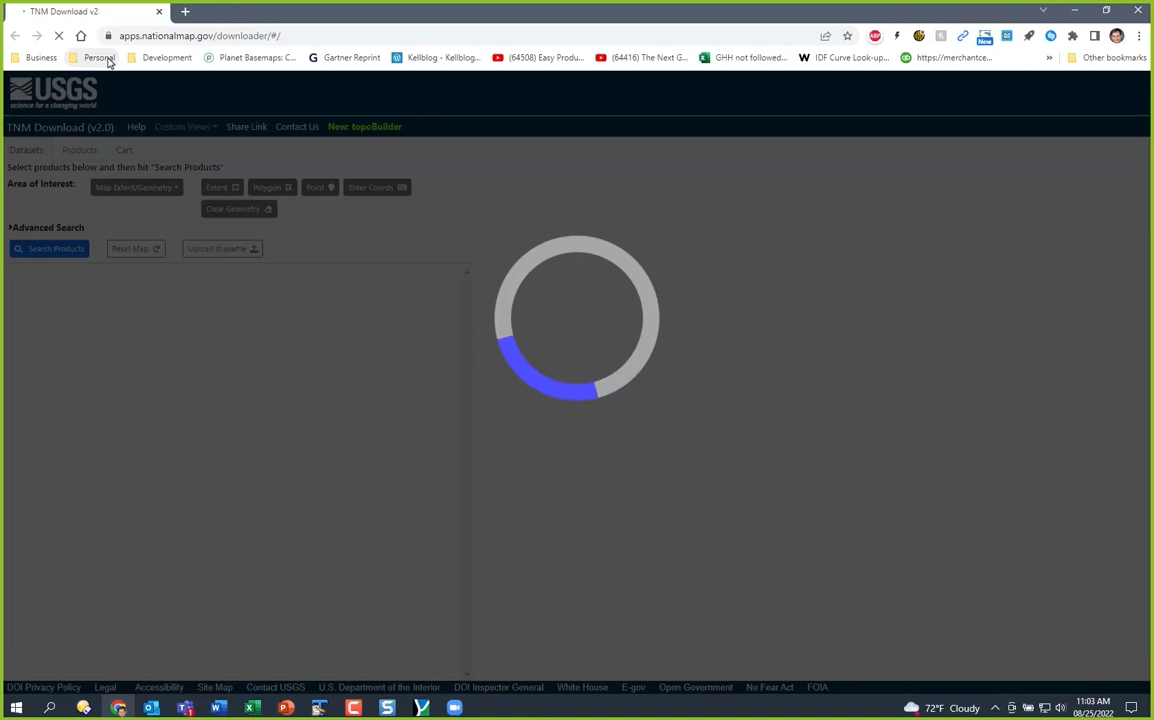 TNM Download v2
apps.nationalmap.gov/downloader/#/
Business Personal Development Planet Basemaps: C... Gartner Reprint Kellblog - Kellblog... (64508) Easy Produ... (64416) The Next G... GHH not followed... IDF Curve Look-up... https://merchantce... » Other bookmarks
ABP
New
USGS
science for a changing world
TNM Download (v2.0) Help Custom Views Share Link Contact Us New: topoBuilder
Datasets Products Cart
Select products below and then hit "Search Products"
Area of Interest: Map Extent/Geometry Extent Polygon Point Enter Coords
Clear Geometry
Advanced Search
Search Products Reset Map Upload shapefile
DOI Privacy Policy Legal Accessibility Site Map Contact USGS U.S. Department of the Interior DOI Inspector General White House E-gov Open Government No Fear Act FOIA
72°F Cloudy
11:03 AM
08/25/2022